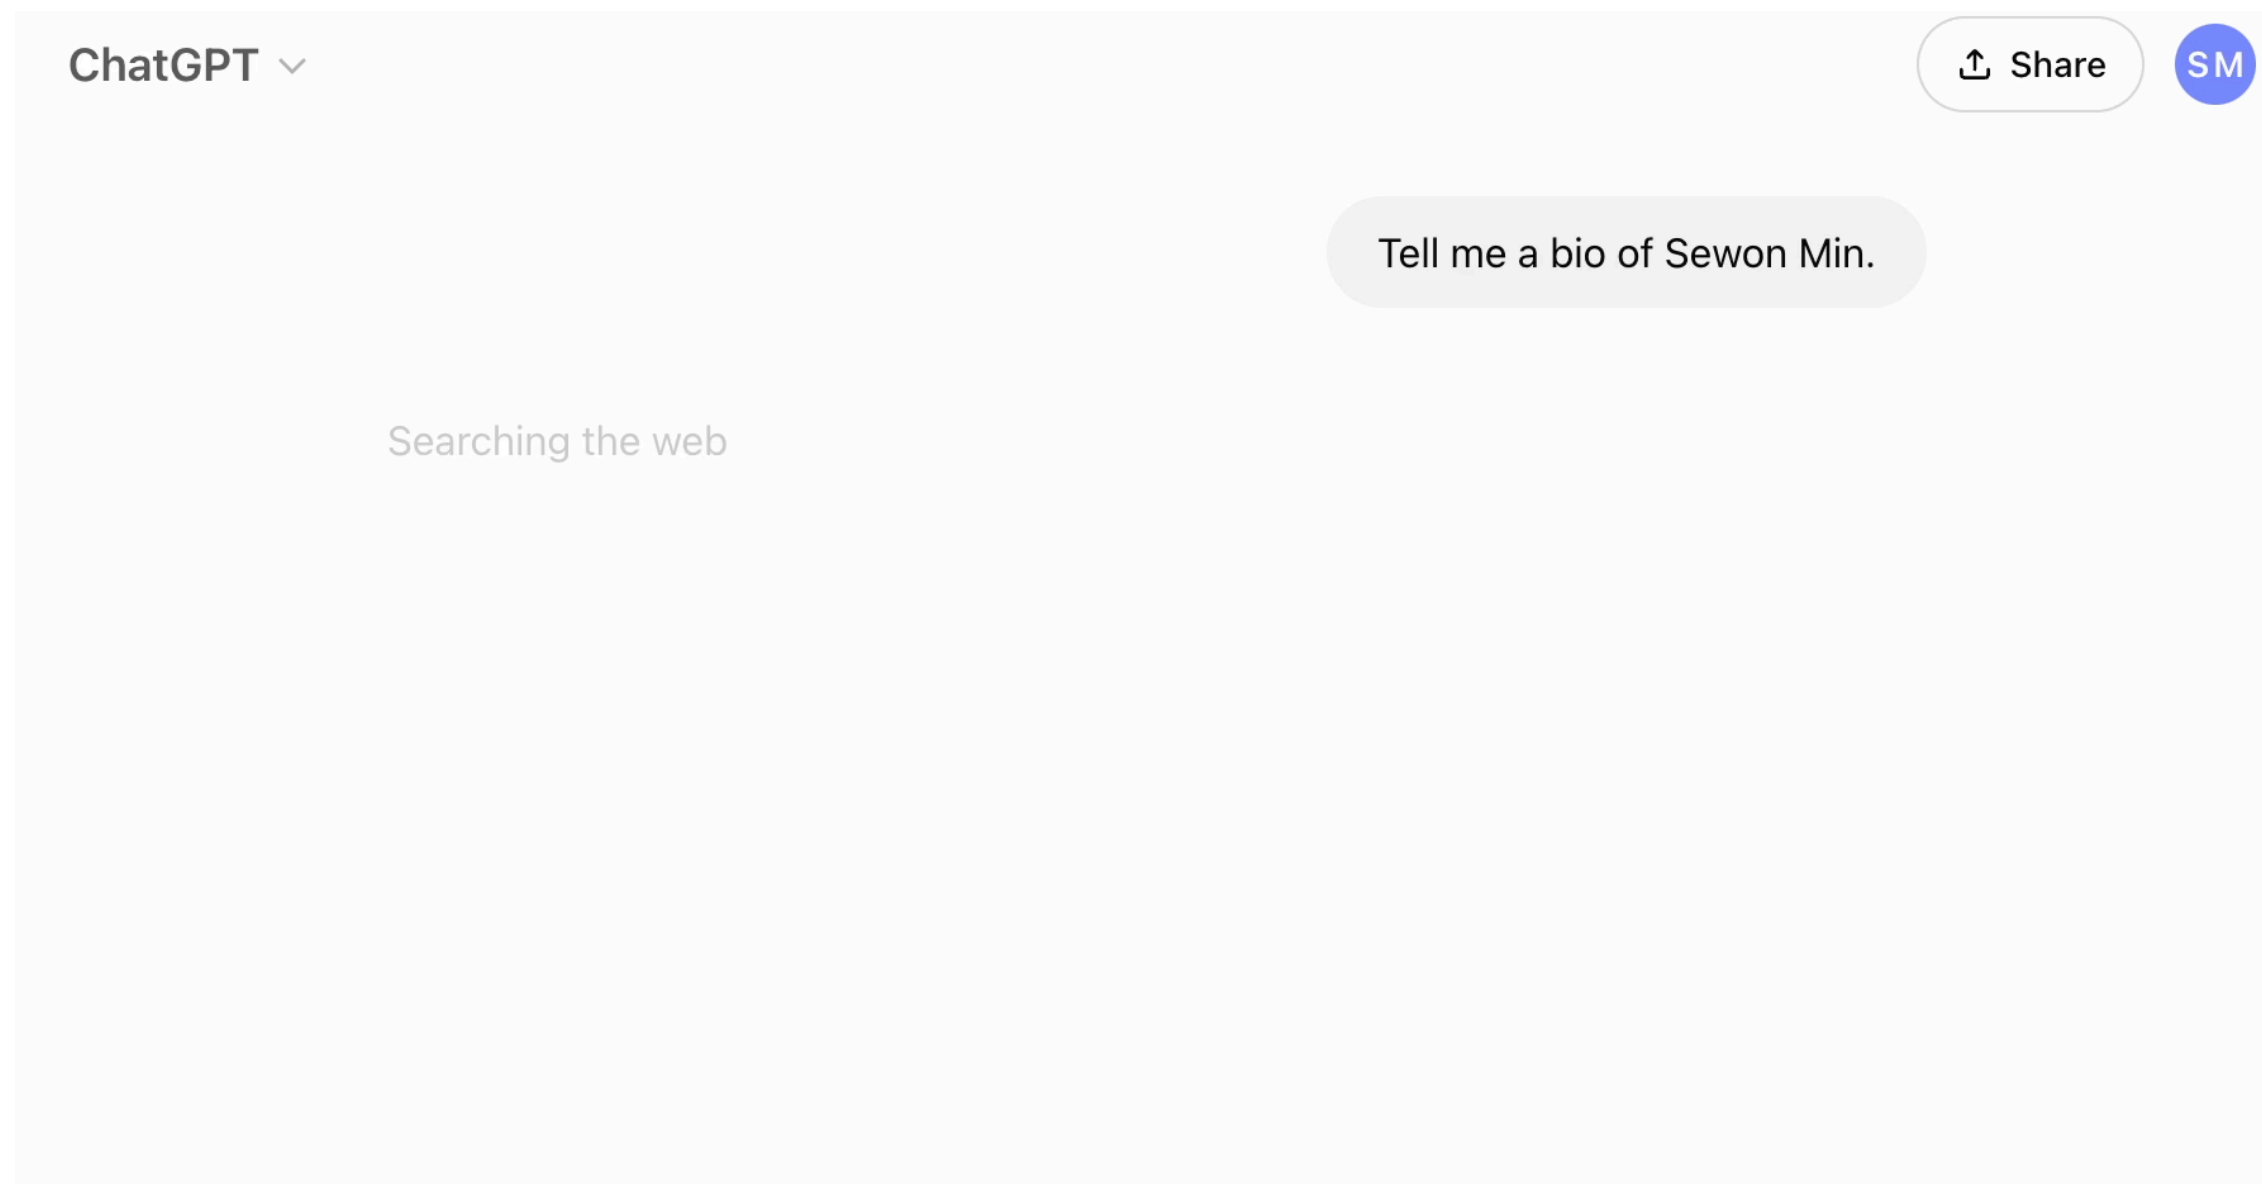 ChatGPT
Share
SM
Tell me a bio of Sewon Min.
Searching the web